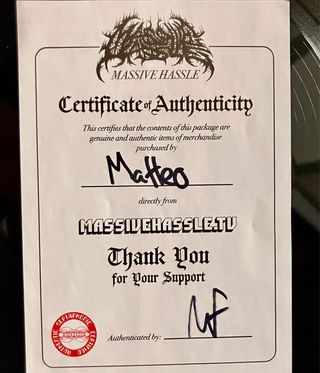 MASSIVE HASSLE
Certificate of Authenticity
This certifies that the contents of this package are
genuine and authentic items of merchandise
purchased by
Matteo
directly from
MASSIVEHASSLE.TV
Thank You
for Your Support
Authenticated by: